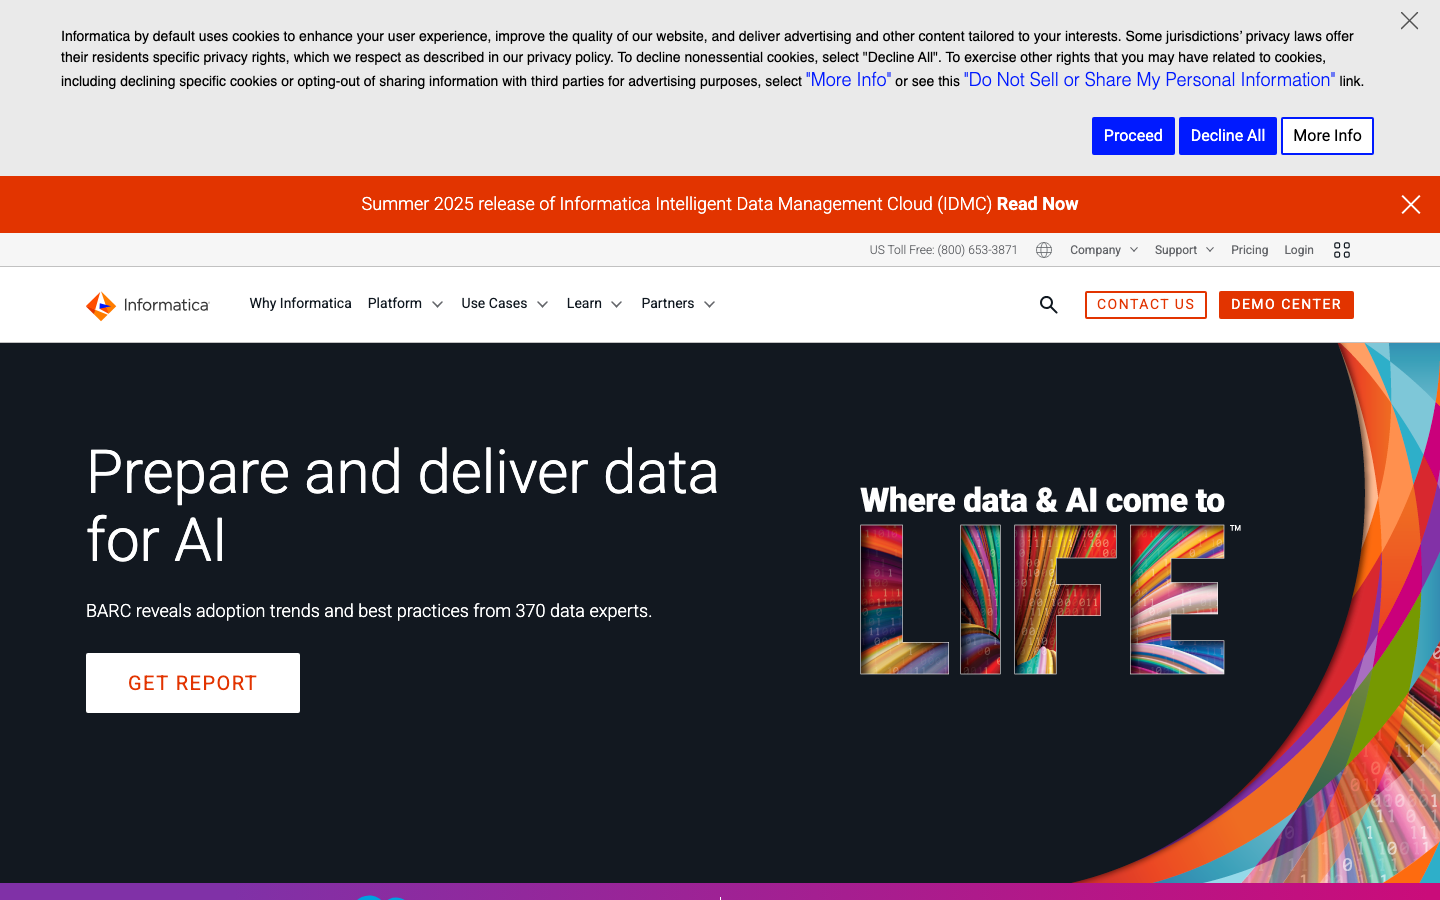 Informatica by default uses cookies to enhance your user experience, improve the quality of our website, and deliver advertising and other content tailored to your interests. Some jurisdictions' privacy laws offer
their residents specific privacy rights, which we respect as described in our privacy policy. To decline nonessential cookies, select "Decline All". To exercise other rights that you may have related to cookies,
including declining specific cookies or opting-out of sharing information with third parties for advertising purposes, select "More Info" or see this "Do Not Sell or Share My Personal Information" link.
Proceed Decline All More Info
Summer 2025 release of Informatica Intelligent Data Management Cloud (IDMC) Read Now
US Toll Free: (800) 653-3871 Company Support Pricing Login
Informatica Why Informatica Platform Use Cases Learn Partners CONTACT US DEMO CENTER
Prepare and deliver data
for AI
BARC reveals adoption trends and best practices from 370 data experts.
GET REPORT
Where data & AI come to
LIFE™